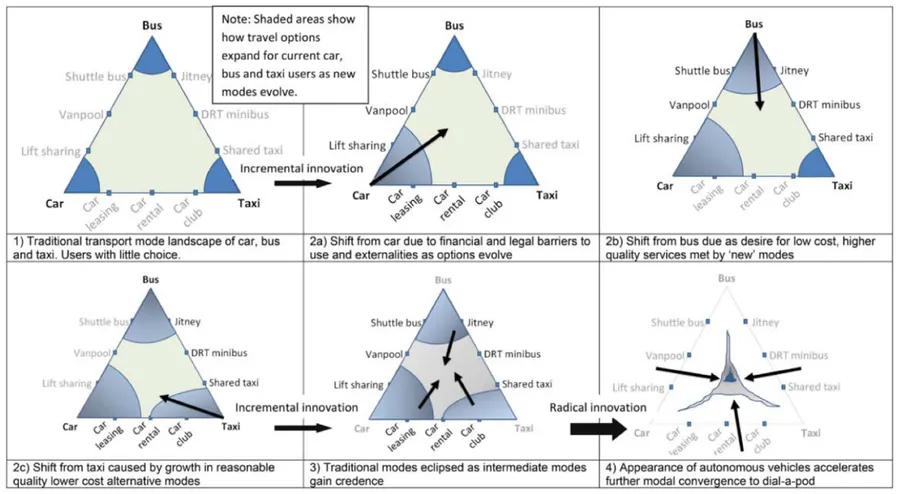 Note: Shaded areas show
how travel options
expand for current car,
bus and taxi users as new
modes evolve.
Bus
Shuttle bus
Jitney
Vanpool
DRT minibus
Lift sharing
Shared taxi
Car
Car leasing
Car rental
Car club
Taxi
1) Traditional transport mode landscape of car, bus
and taxi. Users with little choice.
Incremental innovation
Bus
Shuttle bus
Jitney
Vanpool
DRT minibus
Lift sharing
Shared taxi
Car
Car leasing
Car rental
Car club
Taxi
2a) Shift from car due to financial and legal barriers to
use and externalities as options evolve
Bus
Shuttle bus
Jitney
Vanpool
DRT minibus
Lift sharing
Shared taxi
Car
Car leasing
Car rental
Car club
Taxi
2b) Shift from bus due as desire for low cost, higher
quality services met by ‘new’ modes
Bus
Shuttle bus
Jitney
Vanpool
DRT minibus
Lift sharing
Shared taxi
Car
Car leasing
Car rental
Car club
Taxi
2c) Shift from taxi caused by growth in reasonable
quality lower cost alternative modes
Incremental innovation
Bus
Shuttle bus
Jitney
Vanpool
DRT minibus
Lift sharing
Shared taxi
Car
Car leasing
Car rental
Car club
Taxi
3) Traditional modes eclipsed as intermediate modes
gain credence
Radical innovation
Bus
Shuttle bus
Jitney
Vanpool
DRT minibus
Lift sharing
Shared taxi
Car
Car leasing
Car rental
Car club
Taxi
4) Appearance of autonomous vehicles accelerates
further modal convergence to dial-a-pod